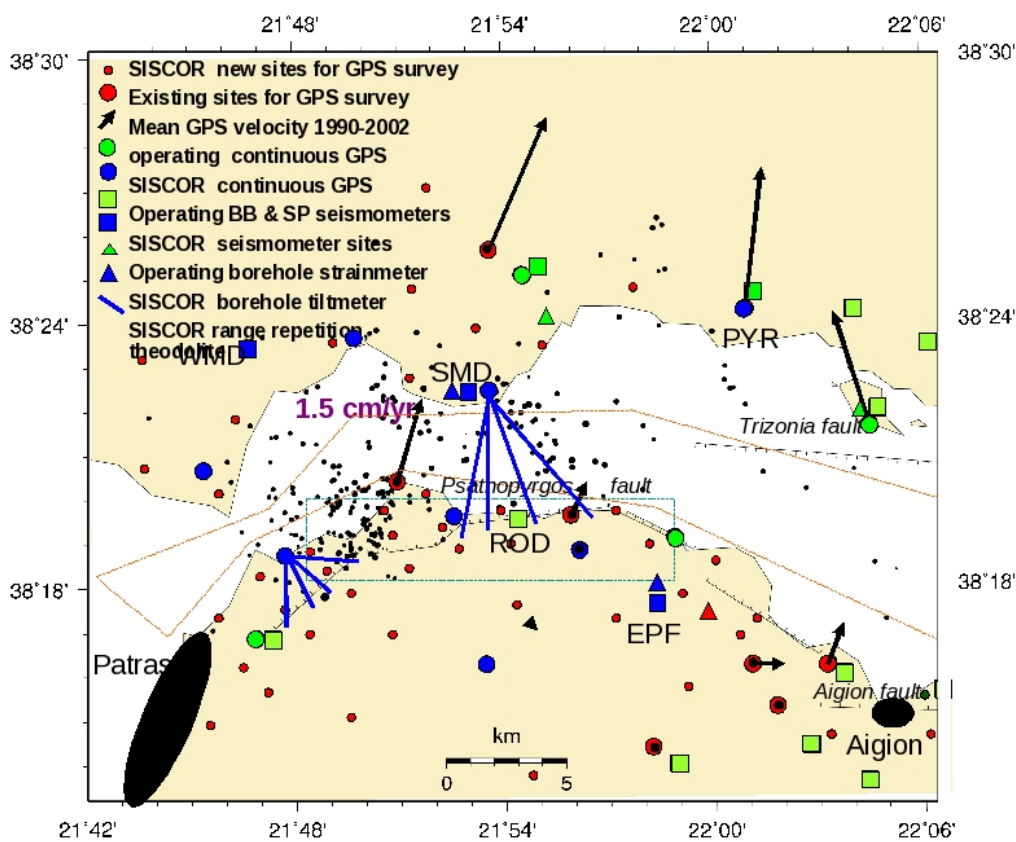 21°48' 21°54' 22°00' 22°06'
38°30' 38°30'
SISCOR new sites for GPS survey
Existing sites for GPS survey
Mean GPS velocity 1990-2002
operating continuous GPS
SISCOR continuous GPS
Operating BB & SP seismometers
SISCOR seismometer sites
Operating borehole strainmeter
SISCOR borehole tiltmeter
SISCOR range repetition
theodolite
38°24' 38°24'
WMD
PYR
SMD
1.5 cm/yr
Trizonia fault
Psathopyrgos fault
ROD
38°18' 38°18'
EPF
Patras
Aigion fault
km
Aigion
0 5
21°42' 21°48' 21°54' 22°00' 22°06'